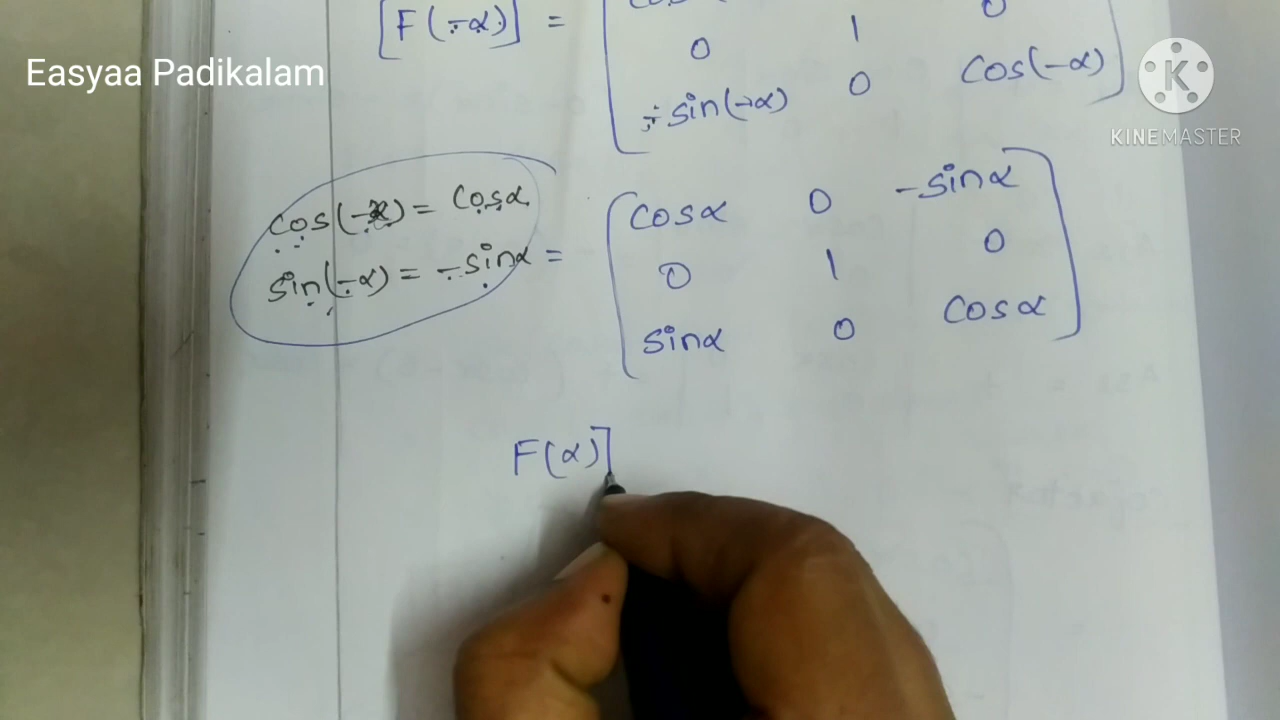 Easyaa Padikalam
KINEMASTER
[F(-α)] =
0 1 0
-sin(-α) 0 cos(-α)
cos(-α) = cosα
sin(-α) = -sinα =
cosα 0 -sinα
0 1 0
sinα 0 cosα
F(α)]